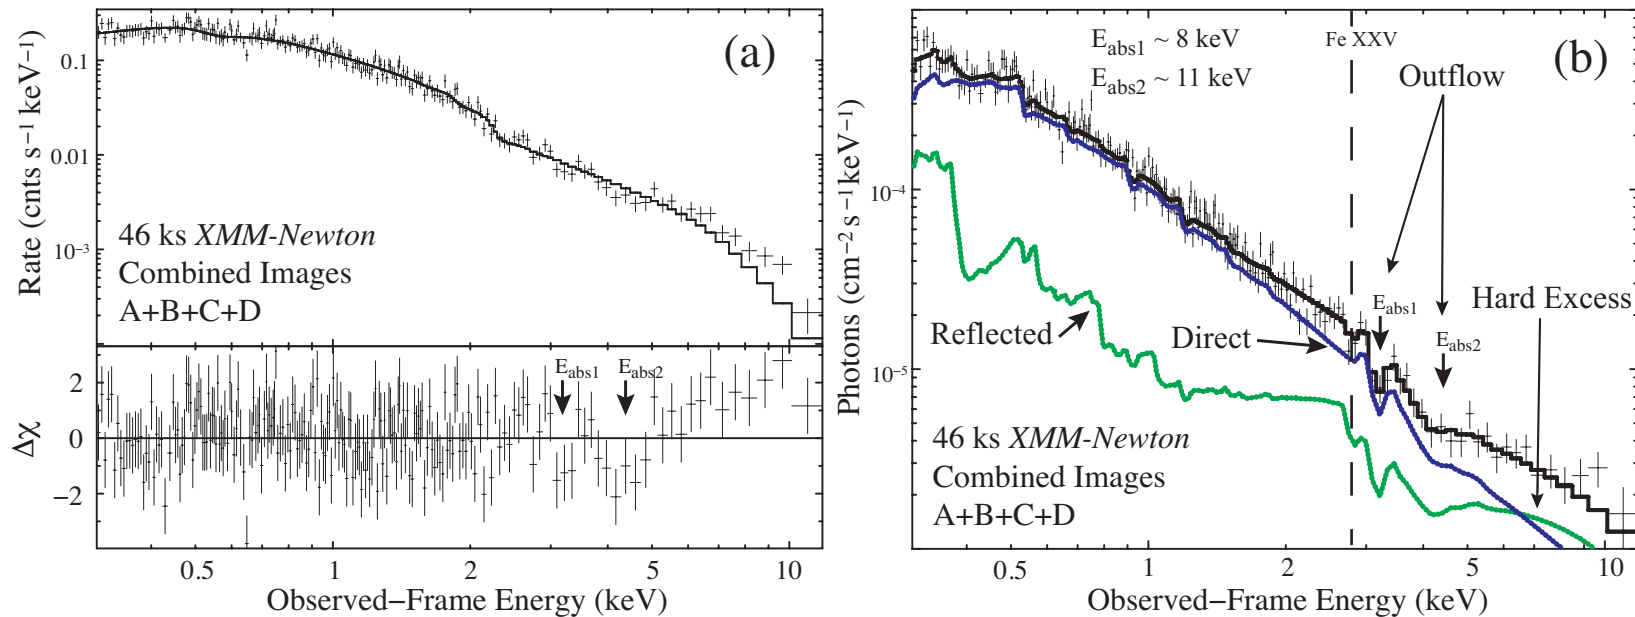 (a)
0.1
0.01
10−3
Rate (cnts s−1 keV−1)
46 ks XMM-Newton
Combined Images
A+B+C+D
2
0
−2
Δχ
Eabs1
Eabs2
0.5
1
2
5
10
Observed−Frame Energy (keV)
(b)
Eabs1 ~ 8 keV
Eabs2 ~ 11 keV
Fe XXV
Outflow
10−4
10−5
Photons (cm−2 s−1 keV−1)
Eabs1
Eabs2
Hard Excess
Reflected
Direct
46 ks XMM-Newton
Combined Images
A+B+C+D
0.5
1
2
5
10
Observed−Frame Energy (keV)